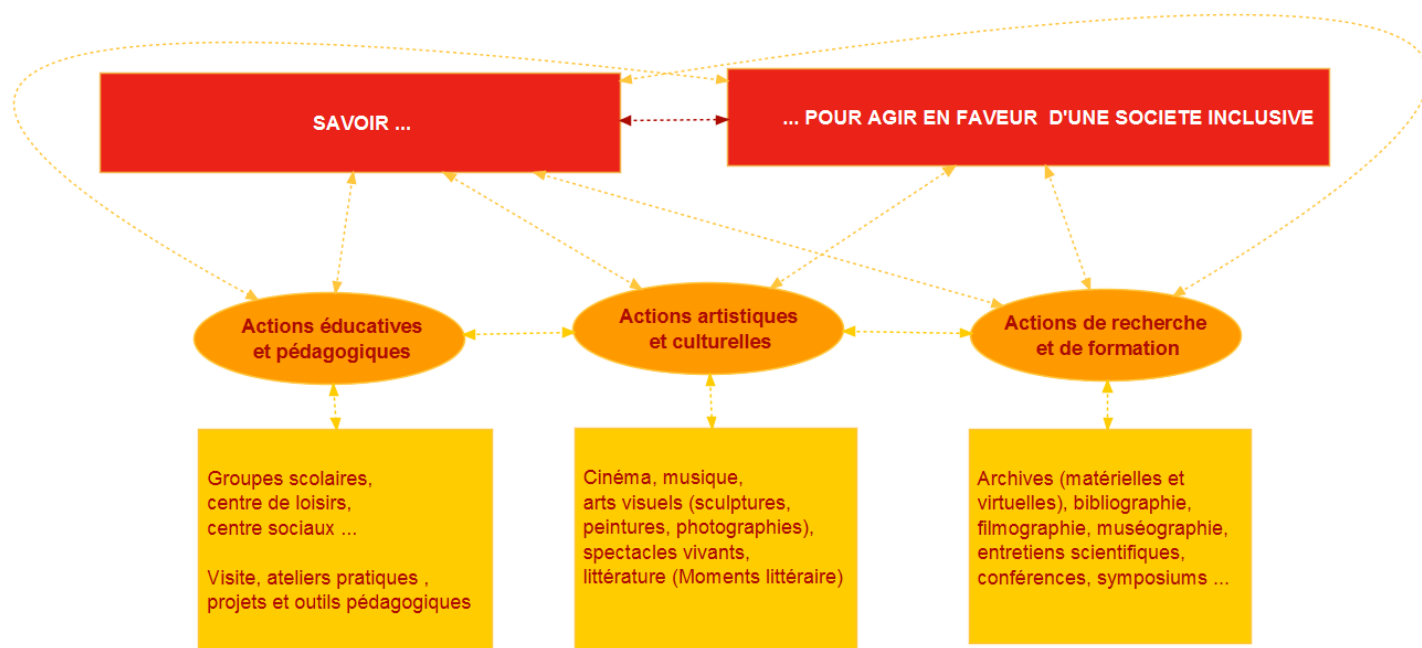 SAVOIR ...
... POUR AGIR EN FAVEUR D'UNE SOCIETE INCLUSIVE
Actions éducatives
et pédagogiques
Actions artistiques
et culturelles
Actions de recherche
et de formation
Groupes scolaires,
centre de loisirs,
centre sociaux ...
Visite, ateliers pratiques ,
projets et outils pédagogiques
Cinéma, musique,
arts visuels (sculptures,
peintures, photographies),
spectacles vivants,
littérature (Moments littéraire)
Archives (matérielles et
virtuelles), bibliographie,
filmographie, muséographie,
entretiens scientifiques,
conférences, symposiums ...